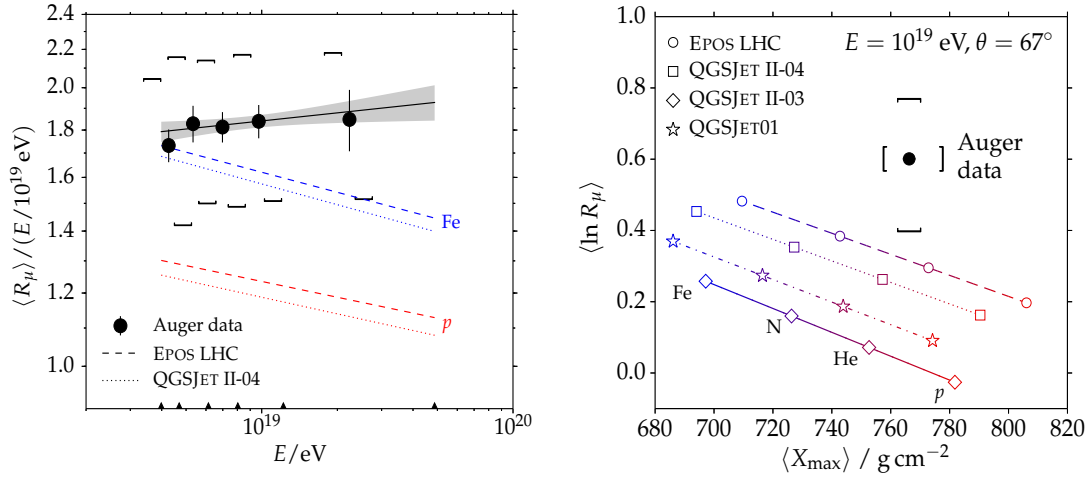 2.2
2.0
1.8
1.6
1.4
1.2
1.0
⟨R_μ⟩ / (E / 10^19 eV)
Fe
p
Auger data
EPOS LHC
QGSJET II-04
10^19
10^20
E / eV
1.0
0.8
0.6
0.4
0.2
0.0
⟨ln R_μ⟩
EPOS LHC
QGSJET II-04
QGSJET II-03
QGSJET01
E = 10^19 eV, θ = 67°
Auger
data
Fe
N
He
p
680 700 720 740 760 780 800 820
⟨X_max⟩ / g cm^−2